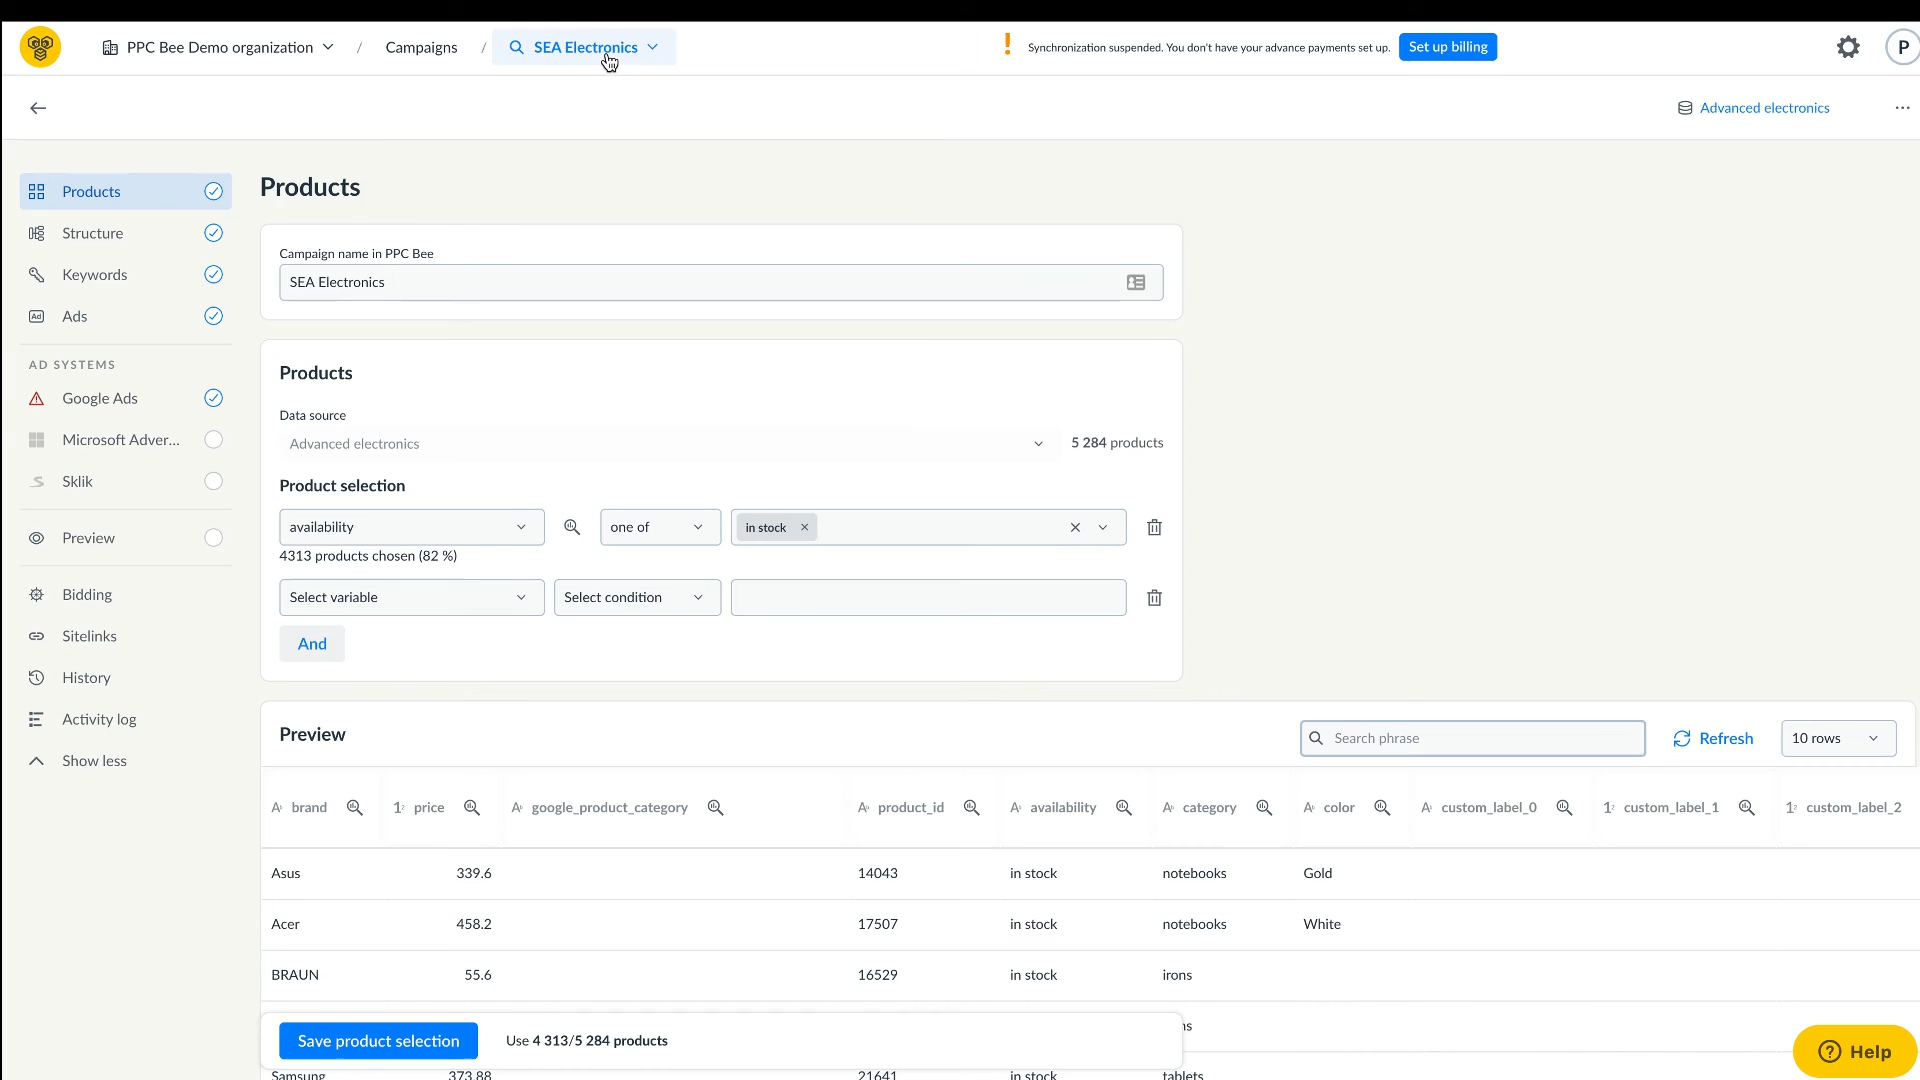 PPC Bee Demo organization / Campaigns / SEA Electronics
Synchronization suspended. You don't have your advance payments set up. Set up billing
P
Advanced electronics
Products
Structure
Keywords
Ad Ads
AD SYSTEMS
Google Ads
Microsoft Adver...
Sklik
Preview
Bidding
Sitelinks
History
Activity log
Show less
Products
Campaign name in PPC Bee
SEA Electronics
Products
Data source
Advanced electronics 5 284 products
Product selection
availability one of in stock
4313 products chosen (82 %)
Select variable Select condition
And
Preview Search phrase Refresh 10 rows
brand price google_product_category product_id availability category color custom_label_0 custom_label_1 custom_label_2
Asus 339.6 14043 in stock notebooks Gold
Acer 458.2 17507 in stock notebooks White
BRAUN 55.6 16529 in stock irons
Save product selection Use 4 313/5 284 products
Samsung 373.88 21641 in stock tablets
Help